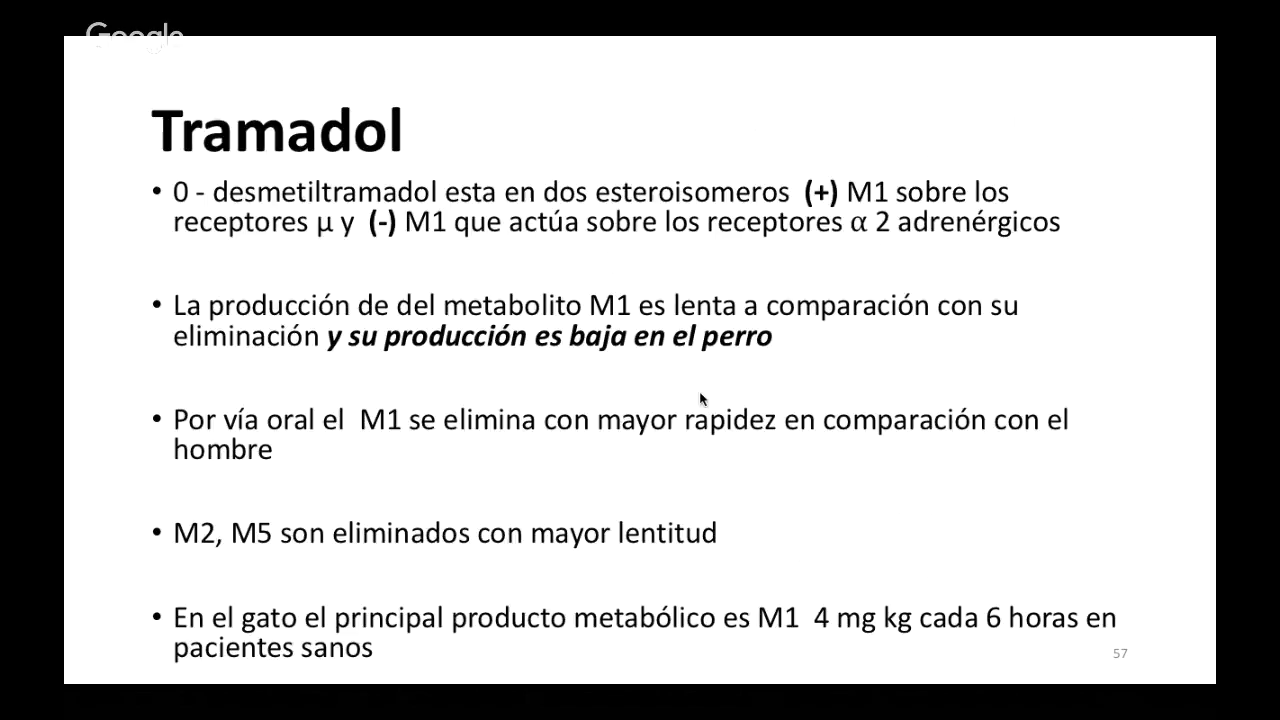 Google
Tramadol
• 0 - desmetiltramadol esta en dos esteroisomeros (+) M1 sobre los
receptores μ y (-) M1 que actúa sobre los receptores α 2 adrenérgicos
• La producción de del metabolito M1 es lenta a comparación con su
eliminación y su producción es baja en el perro
• Por vía oral el M1 se elimina con mayor rapidez en comparación con el
hombre
• M2, M5 son eliminados con mayor lentitud
• En el gato el principal producto metabólico es M1 4 mg kg cada 6 horas en
pacientes sanos
57